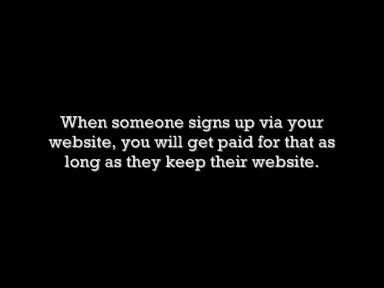 When someone signs up via your
website, you will get paid for that as
long as they keep their website.